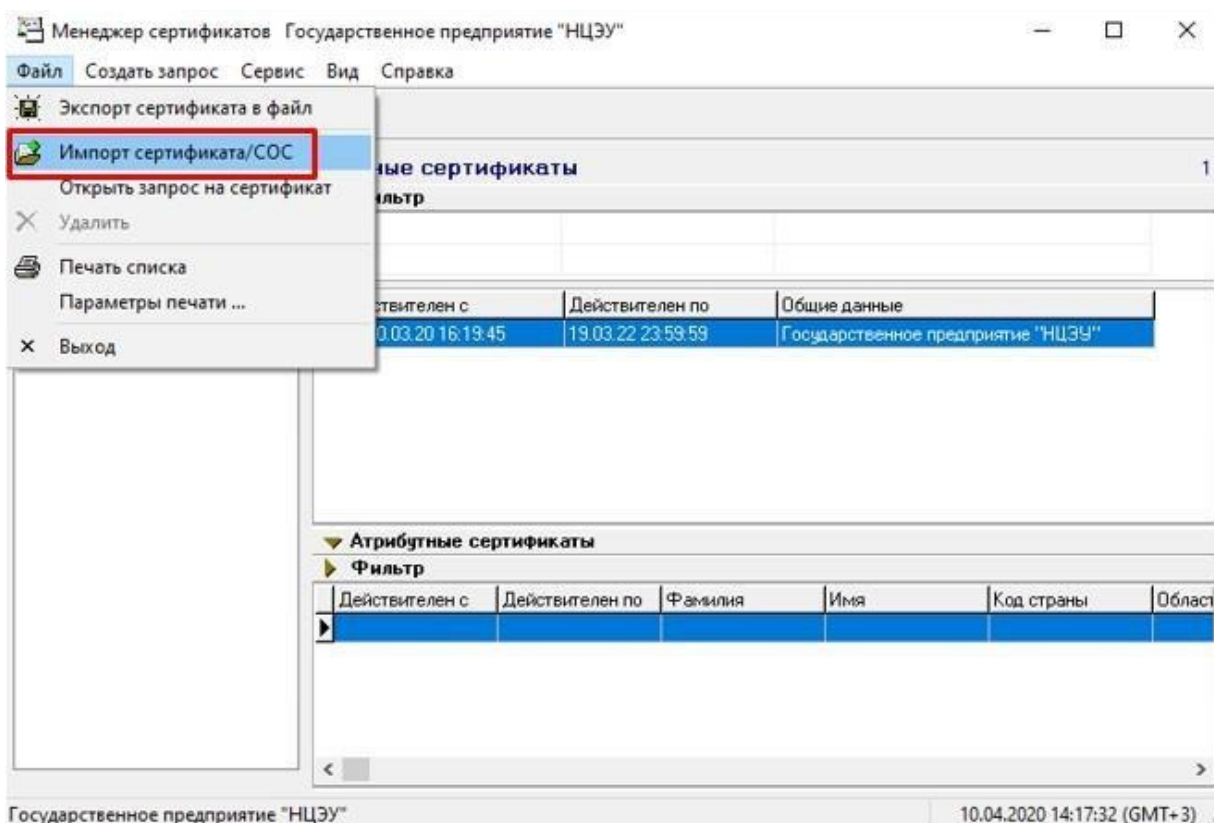 Менеджер сертификатов Государственное предприятие "НЦЭУ"
Файл Создать запрос Сервис Вид Справка
Экспорт сертификата в файл
Импорт сертификата/СОС
Открыть запрос на сертификат
Удалить
Печать списка
Параметры печати ...
Выход
ные сертификаты 1
льтр
ствителен с Действителен по Общие данные
0.03.20 16:19:45 19.03.22 23:59:59 Государственное предприятие "НЦЭУ"
Атрибутные сертификаты
Фильтр
Действителен с Действителен по Фамилия Имя Код страны Област
Государственное предприятие "НЦЭУ" 10.04.2020 14:17:32 (GMT+3)